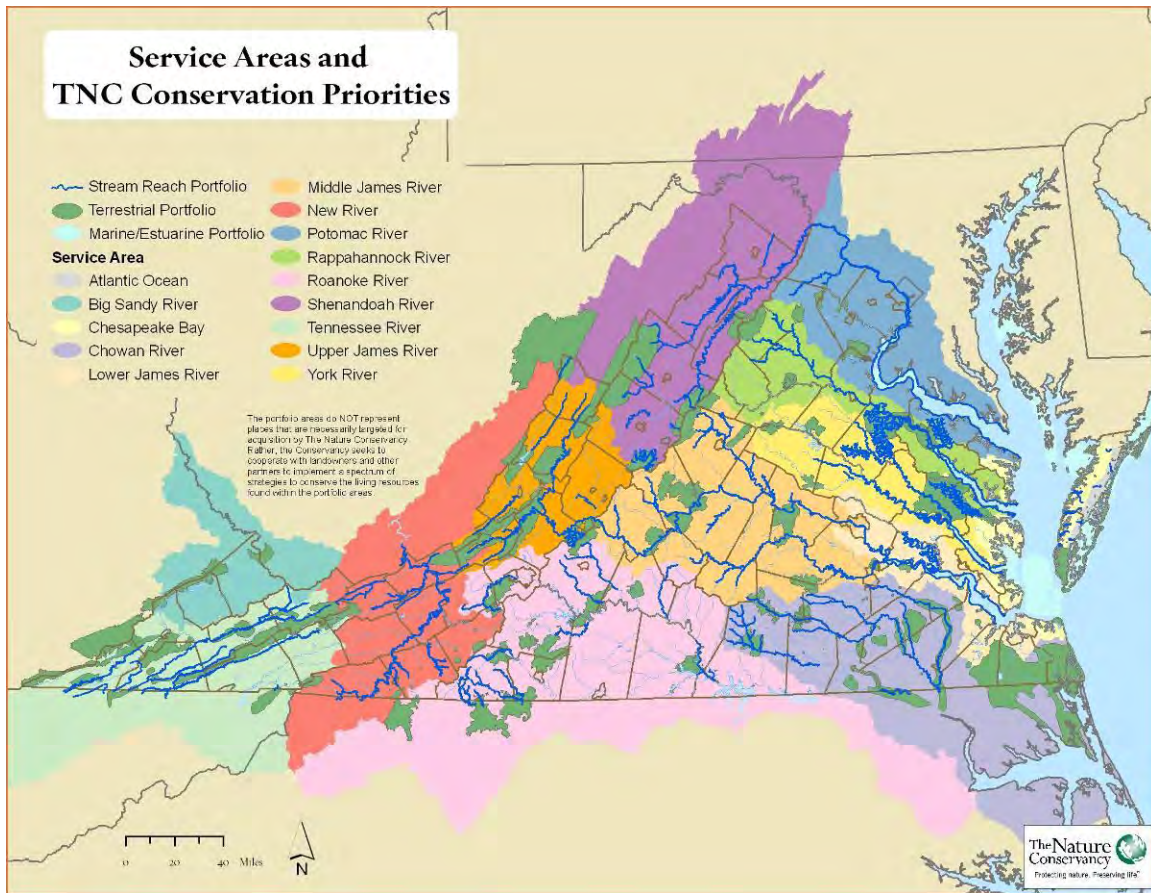 Service Areas and
TNC Conservation Priorities
Stream Reach Portfolio
Terrestrial Portfolio
Marine/Estuarine Portfolio
Service Area
Atlantic Ocean
Big Sandy River
Chesapeake Bay
Chowan River
Lower James River
Middle James River
New River
Potomac River
Rappahannock River
Roanoke River
Shenandoah River
Tennessee River
Upper James River
York River
The portfolio areas do NOT represent
places that are necessarily targeted for
acquisition by The Nature Conservancy
Rather, the Conservancy seeks to
cooperate with landowners and other
partners to implement a spectrum of
strategies to conserve the living resources
found within the portfolio areas
0 20 40 Miles
N
The Nature
Conservancy
Protecting nature. Preserving life™